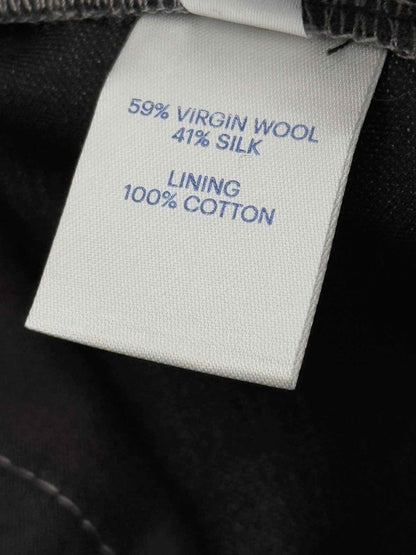 59% VIRGIN WOOL
41% SILK
LINING
100% COTTON